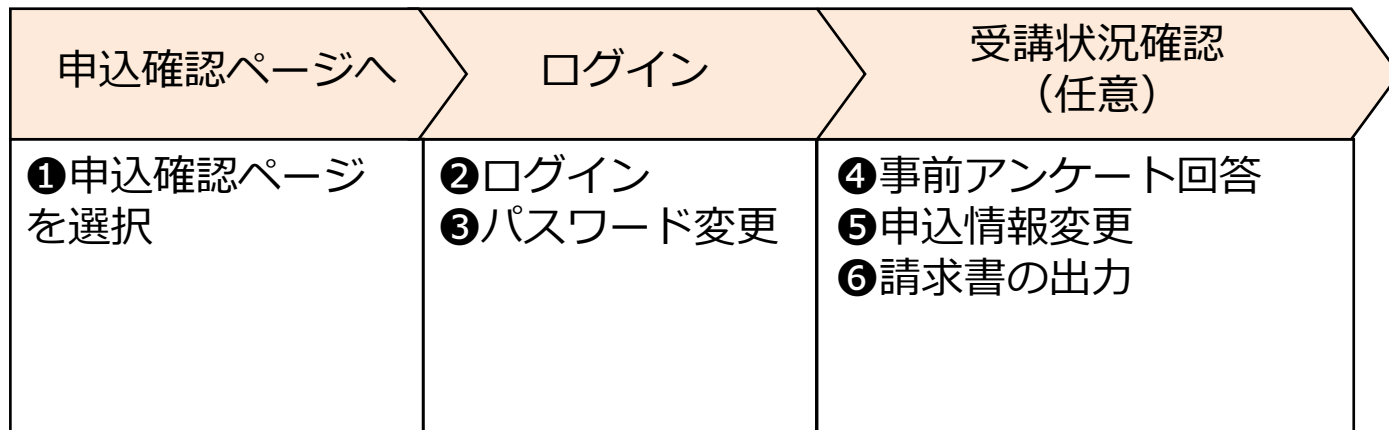 申込確認ページへ
ログイン
受講状況確認
（任意）
❶申込確認ページ
を選択
❷ログイン
❸パスワード変更
❹事前アンケート回答
❺申込情報変更
❻請求書の出力